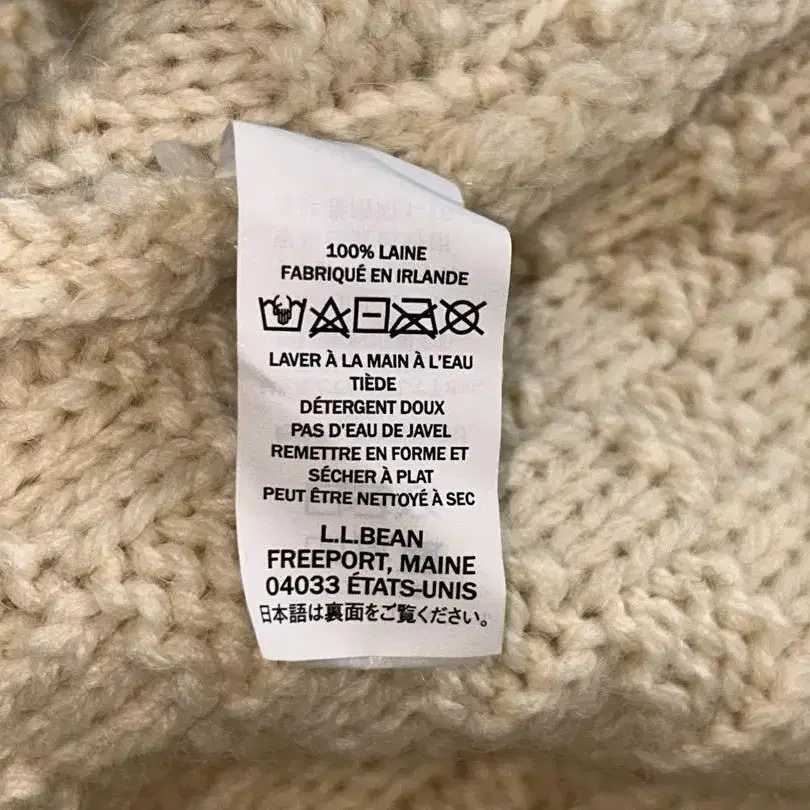 100% LAINE
FABRIQUÉ EN IRLANDE
LAVER À LA MAIN À L'EAU
TIÈDE
DÉTERGENT DOUX
PAS D'EAU DE JAVEL
REMETTRE EN FORME ET
SÉCHER À PLAT
PEUT ÊTRE NETTOYÉ À SEC
L.L.BEAN
FREEPORT, MAINE
04033 ÉTATS-UNIS
日本語は裏面をご覧ください。